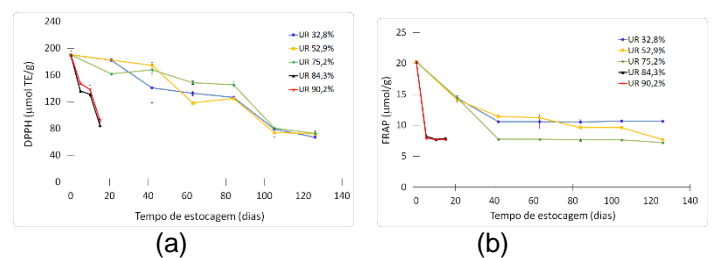 240
200
160
120
80
40
0
DPPH (µmol TE/g)
UR 32,8%
UR 52,9%
UR 75,2%
UR 84,3%
UR 90,2%
0 20 40 60 80 100 120 140
Tempo de estocagem (dias)
(a)
25
20
15
10
5
0
FRAP (µmol/g)
UR 32,8%
UR 52,9%
UR 75,2%
UR 84,3%
UR 90,2%
0 20 40 60 80 100 120 140
Tempo de estocagem (dias)
(b)